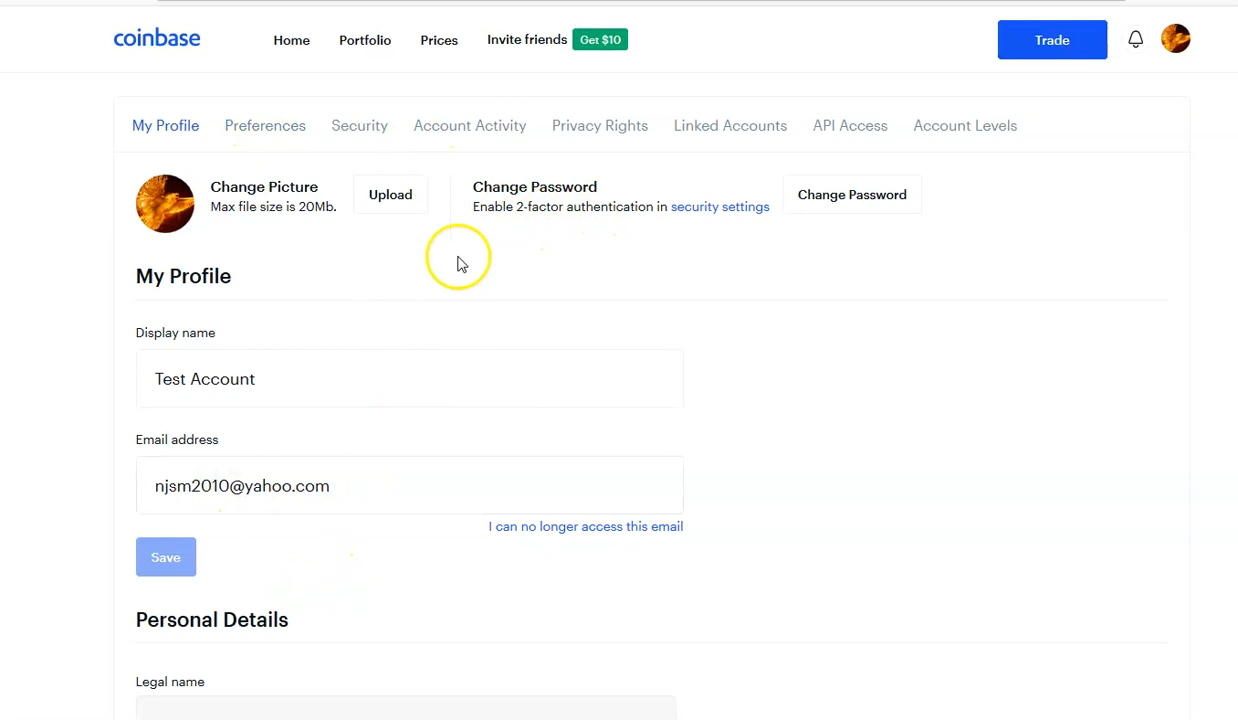 coinbase Home Portfolio Prices Invite friends Get $10 Trade
My Profile Preferences Security Account Activity Privacy Rights Linked Accounts API Access Account Levels
Change Picture
Max file size is 20Mb.
Upload
Change Password
Enable 2-factor authentication in security settings
Change Password
My Profile
Display name
Test Account
Email address
njsm2010@yahoo.com
I can no longer access this email
Save
Personal Details
Legal name